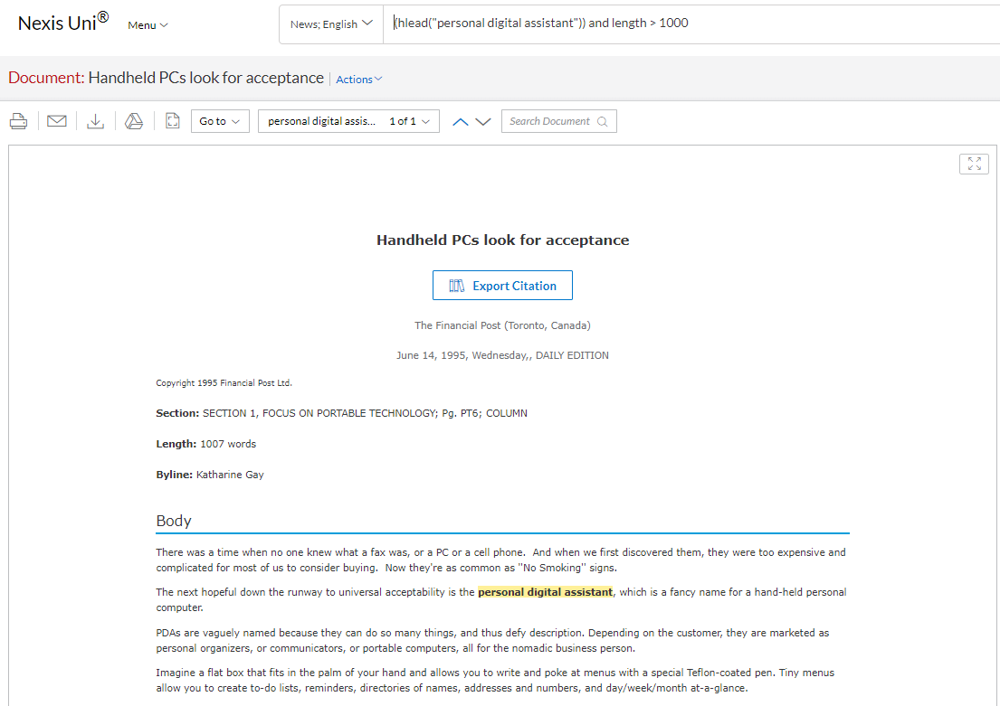 Nexis Uni®
Menu
News; English
(hlead("personal digital assistant")) and length > 1000
Document: Handheld PCs look for acceptance
Actions
Go to
personal digital assis... 1 of 1
Search Document
Handheld PCs look for acceptance
Export Citation
The Financial Post (Toronto, Canada)
June 14, 1995, Wednesday,, DAILY EDITION
Copyright 1995 Financial Post Ltd.
Section: SECTION 1, FOCUS ON PORTABLE TECHNOLOGY; Pg. PT6; COLUMN
Length: 1007 words
Byline: Katharine Gay
Body
There was a time when no one knew what a fax was, or a PC or a cell phone.  And when we first discovered them, they were too expensive and
complicated for most of us to consider buying.  Now they're as common as "No Smoking" signs.
The next hopeful down the runway to universal acceptability is the personal digital assistant, which is a fancy name for a hand-held personal
computer.
PDAs are vaguely named because they can do so many things, and thus defy description. Depending on the customer, they are marketed as
personal organizers, or communicators, or portable computers, all for the nomadic business person.
Imagine a flat box that fits in the palm of your hand and allows you to write and poke at menus with a special Teflon-coated pen. Tiny menus
allow you to create to-do lists, reminders, directories of names, addresses and numbers, and day/week/month at-a-glance.